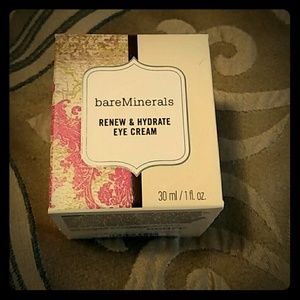 bareMinerals
RENEW & HYDRATE
EYE CREAM
30 ml / 1 fl. oz.